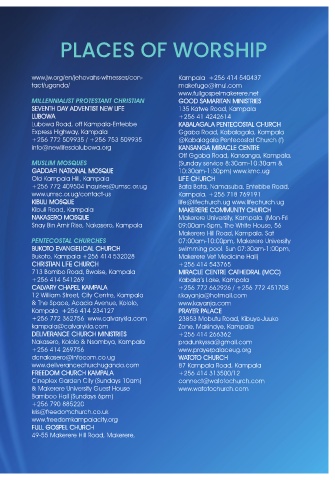 PLACES OF WORSHIP
www.jw.org/en/jehovahs-witnesses/con-
tact/uganda/
MILLENNIALIST PROTESTANT CHRISTIAN
SEVENTH DAY ADVENTIST NEW LIFE
LUBOWA
Lubowa Road, off Kampala-Entebbe
Express Highway, Kampala
+256 772 509935 / +256 753 509935
info@newlifesdalubowa.org
MUSLIM MOSQUES
GADDAFI NATIONAL MOSQUE
Old Kampala Hill, Kampala
+256 772 409504 inquiries@umsc.or.ug
www.umsc.or.ug/contact-us
KIBULI MOSQUE
Kibuli Road, Kampala
NAKASERO MOSQUE
Snay Bin Amir Rise, Nakasero, Kampala
PENTECOSTAL CHURCHES
BUKOTO EVANGELICAL CHURCH
Bukoto, Kampala +256 414 532028
CHRISTIAN LIFE CHURCH
713 Bombo Road, Bwaise, Kampala
+256 414 541269
CALVARY CHAPEL KAMPALA
12 William Street, City Centre, Kampala
& The Space, Acacia Avenue, Kololo,
Kampala +256 414 234127
+256 772 362756 www.calvarykla.com
kampala@calvarykla.com
DELIVERANCE CHURCH MINISTRIES
Nakasero, Kololo & Nsambya, Kampala
+256 414 269756
dcnakasero@infocom.co.ug
www.deliverancechurchuganda.com
FREEDOM CHURCH KAMPALA
Cineplex Garden City (Sundays 10am)
& Makerere University Guest House
Bamboo Hall (Sundays 6pm)
+256 790 885220
kris@freedomchurch.co.uk
www.freedomkampalacity.org
FULL GOSPEL CHURCH
49-55 Makerere Hill Road, Makerere,
Kampala +256 414 540437
makefugo@imul.com
www.fullgospelmakerere.net
GOOD SAMARITAN MINISTRIES
135 Katwe Road, Kampala
+256 41 4242614
KABALAGALA PENTECOSTAL CHURCH
Ggaba Road, Kabalagala, Kampala
@Kabalagala.Pentecostal.Church (f)
KANSANGA MIRACLE CENTRE
Off Ggaba Road, Kansanga, Kampala.
(Sunday service 8:30am-10:30am &
10:30am-1:30pm) www.kmc.ug
LIFE CHURCH
Bata Bata, Namasuba, Entebbe Road,
Kampala, +256 718 769191
life@lifechurch.ug www.lifechurch.ug
MAKERERE COMMUNITY CHURCH
Makerere University, Kampala (Mon-Fri
09:00am-5pm, The White House, 56
Makerere Hill Road, Kampala. Sat
07:00am-10:00pm, Makerere University
swimming pool Sun 07:30am-1:00pm,
Makerere Vet Medicine Hall)
+256 414 543765
MIRACLE CENTRE CATHEDRAL (MCC)
Kabaka's Lake, Kampala
+256 772 662926 / +256 772 451708
rkayanja@hotmail.com
www.kayanja.com
PRAYER PALACE
23853 Mobutu Road, Kibuye-Juuko
Zone, Makindye, Kampala
+256 414 266362
www.prayerpalaceug.org
WATOTO CHURCH
87 Kampala Road, Kampala
+256 414 313500/12
connect@watotochurch.com
www.watotochurch.com.